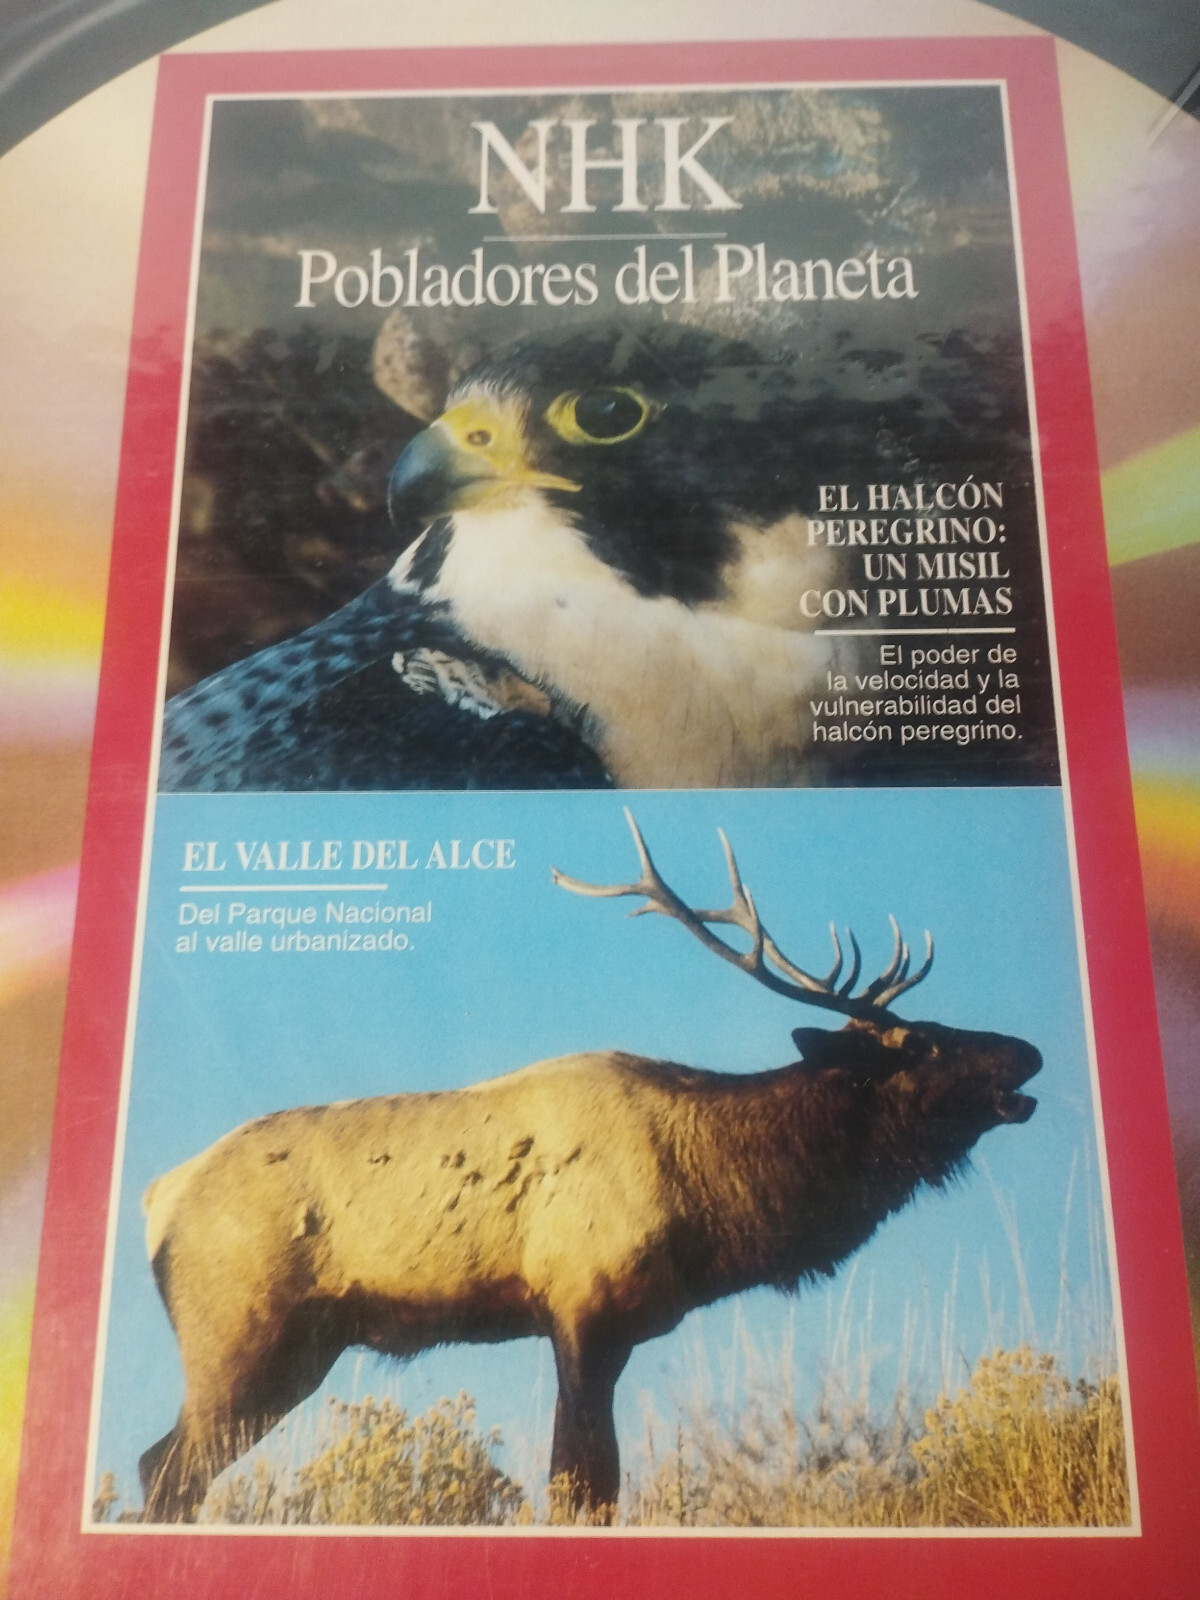 NHK
Pobladores del Planeta
EL HALCÓN
PEREGRINO:
UN MISIL
CON PLUMAS
El poder de
la velocidad y la
vulnerabilidad del
halcón peregrino.
EL VALLE DEL ALCE
Del Parque Nacional
al valle urbanizado.